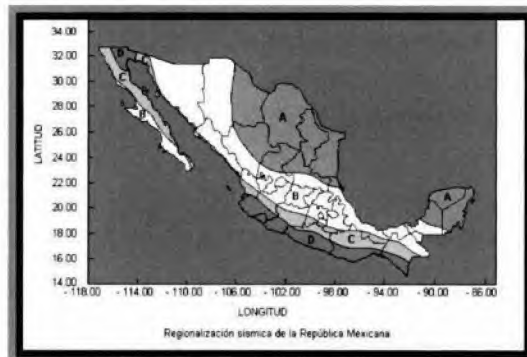 34.00
32.00
30.00
28.00
26.00
24.00
22.00
20.00
18.00
16.00
14.00
LATITUD
D
C
B
A
B
A
C
D
-118.00 -114.00 -110.00 -106.00 -102.00 -98.00 -94.00 -90.00 -86.00
LONGITUD
Regionalización sísmica de la República Mexicana